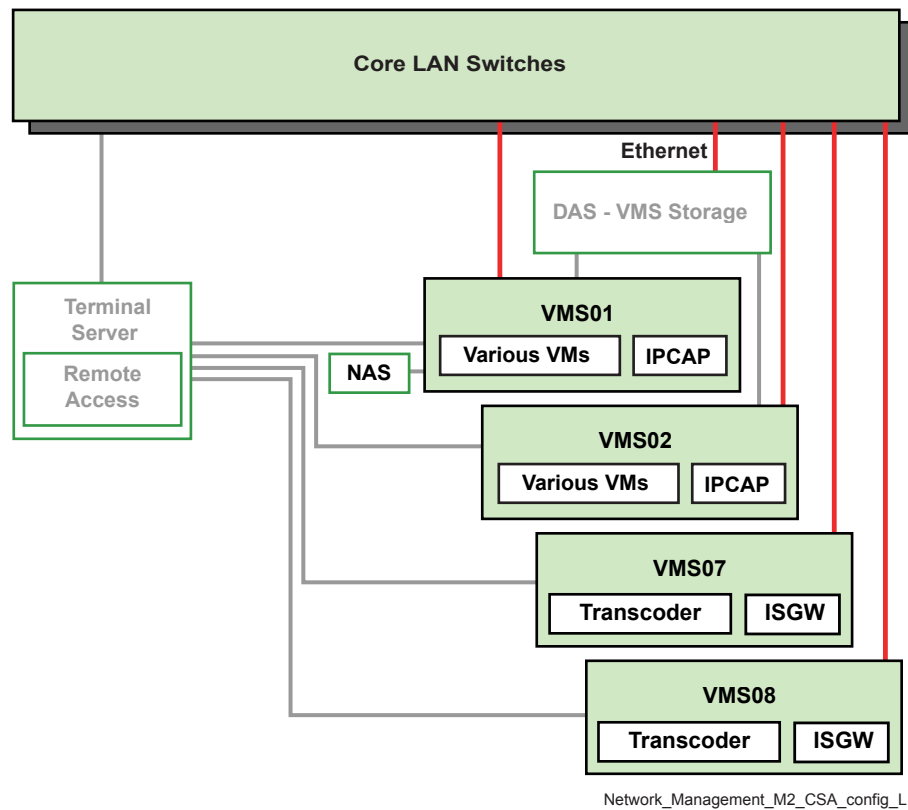 Core LAN Switches
Ethernet
DAS - VMS Storage
Terminal
Server
Remote
Access
VMS01
Various VMs
IPCAP
NAS
VMS02
Various VMs
IPCAP
VMS07
Transcoder
ISGW
VMS08
Transcoder
ISGW
Network_Management_M2_CSA_config_L